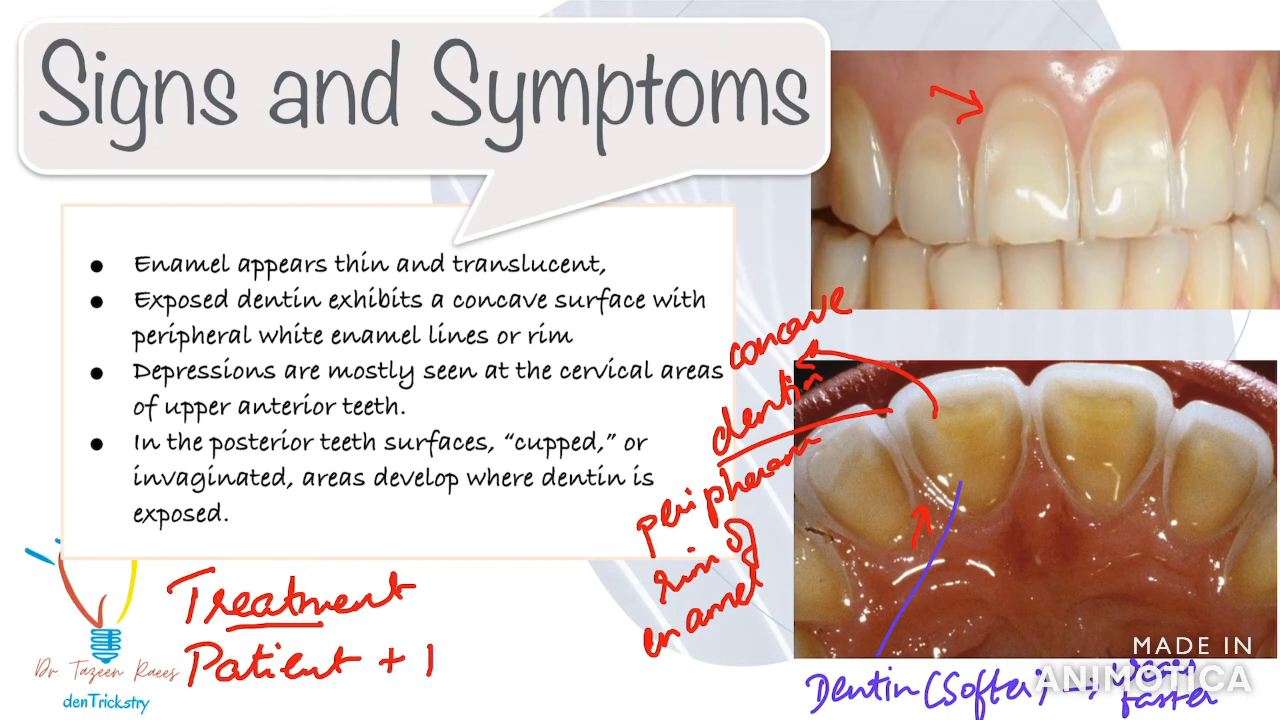 Signs and Symptoms
● Enamel appears thin and translucent,
● Exposed dentin exhibits a concave surface with
peripheral white enamel lines or rim
● Depressions are mostly seen at the cervical areas
of upper anterior teeth.
● In the posterior teeth surfaces, “cupped,” or
invaginated, areas develop where dentin is
exposed.
concave
dentin
rim of
enamel
Treatment
Patient + 1
Dr Tazeen Raees
denTrickstry
MADE IN
ANIMOTICA
Dentin (Softer) →
faster